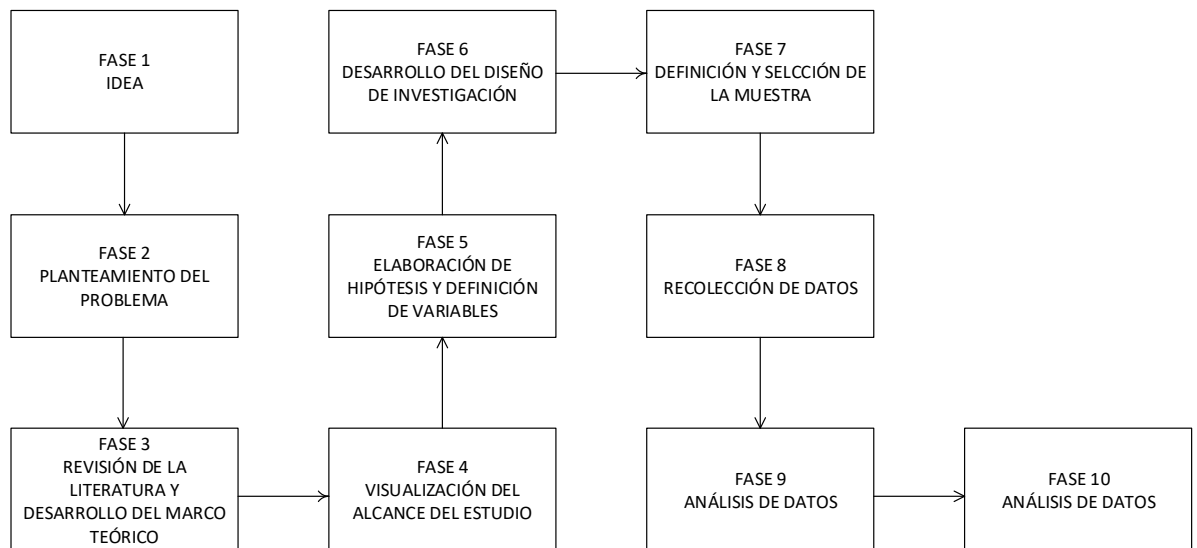 FASE 1
IDEA
FASE 2
PLANTEAMIENTO DEL
PROBLEMA
FASE 3
REVISIÓN DE LA
LITERATURA Y
DESARROLLO DEL MARCO
TEÓRICO
FASE 4
VISUALIZACIÓN DEL
ALCANCE DEL ESTUDIO
FASE 5
ELABORACIÓN DE
HIPÓTESIS Y DEFINICIÓN
DE VARIABLES
FASE 6
DESARROLLO DEL DISEÑO
DE INVESTIGACIÓN
FASE 7
DEFINICIÓN Y SELCCIÓN DE
LA MUESTRA
FASE 8
RECOLECCIÓN DE DATOS
FASE 9
ANÁLISIS DE DATOS
FASE 10
ANÁLISIS DE DATOS